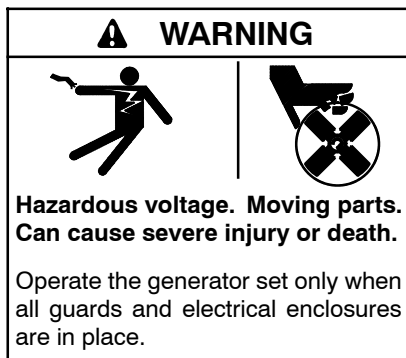 WARNING
Hazardous voltage. Moving parts.
Can cause severe injury or death.
Operate the generator set only when
all guards and electrical enclosures
are in place.